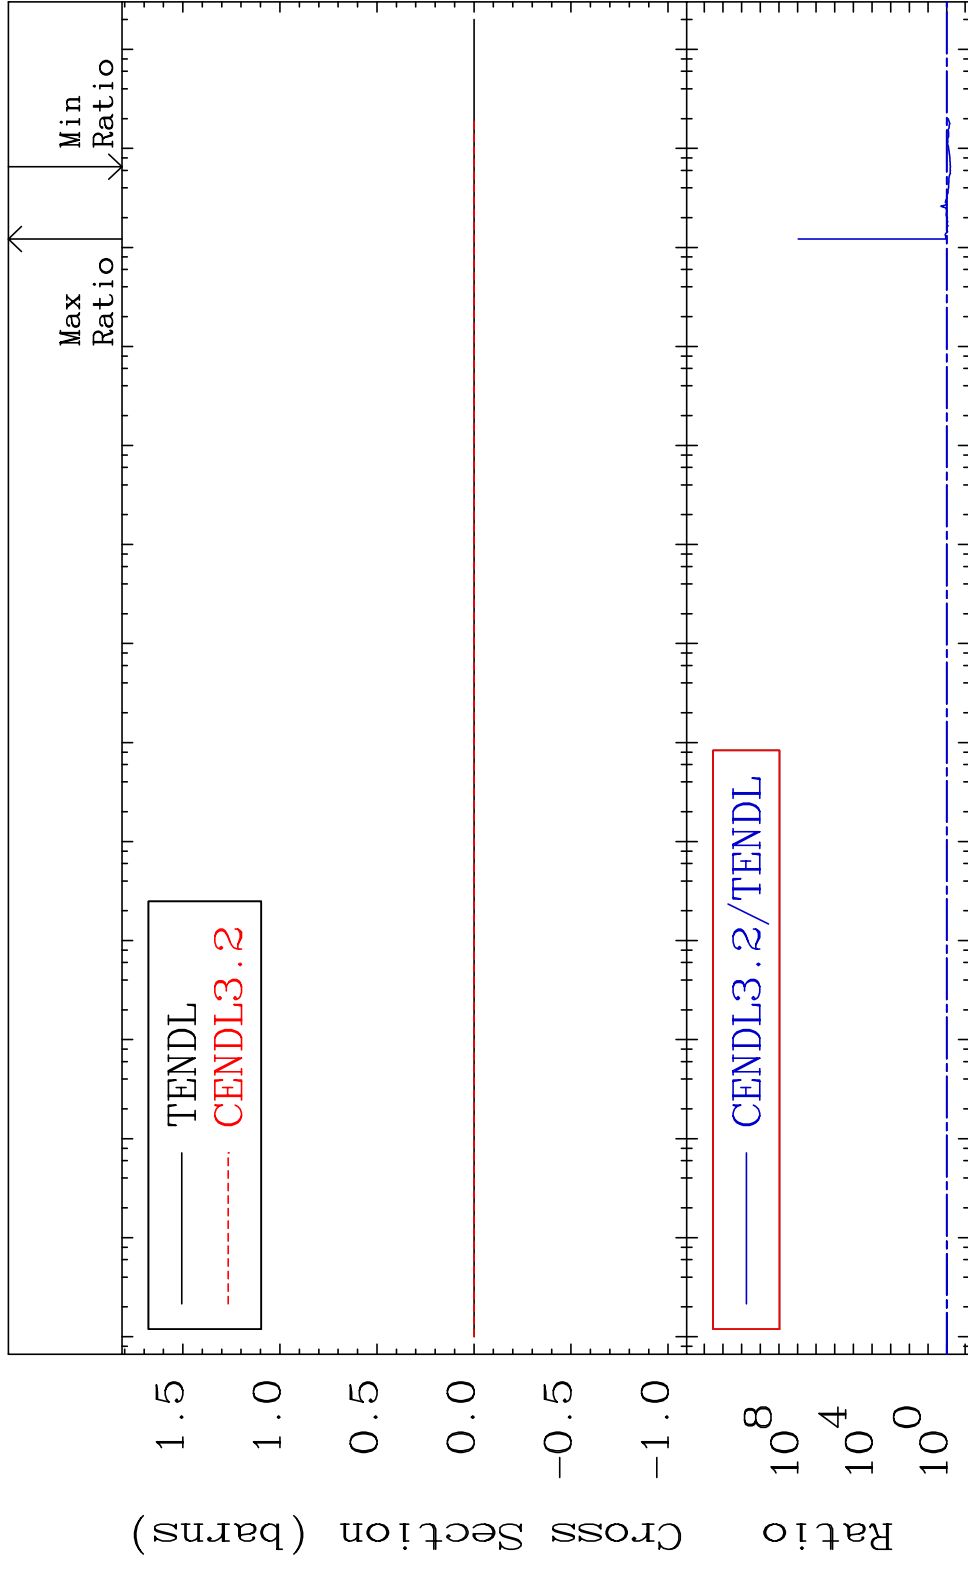 Max
Ratio
Min
Ratio
TENDL
CENDL3.2
1.5
1.0
0.5
0.0
-0.5
-1.0
Cross Section (barns)
CENDL3.2/TENDL
10^8
10^4
10^0
Ratio